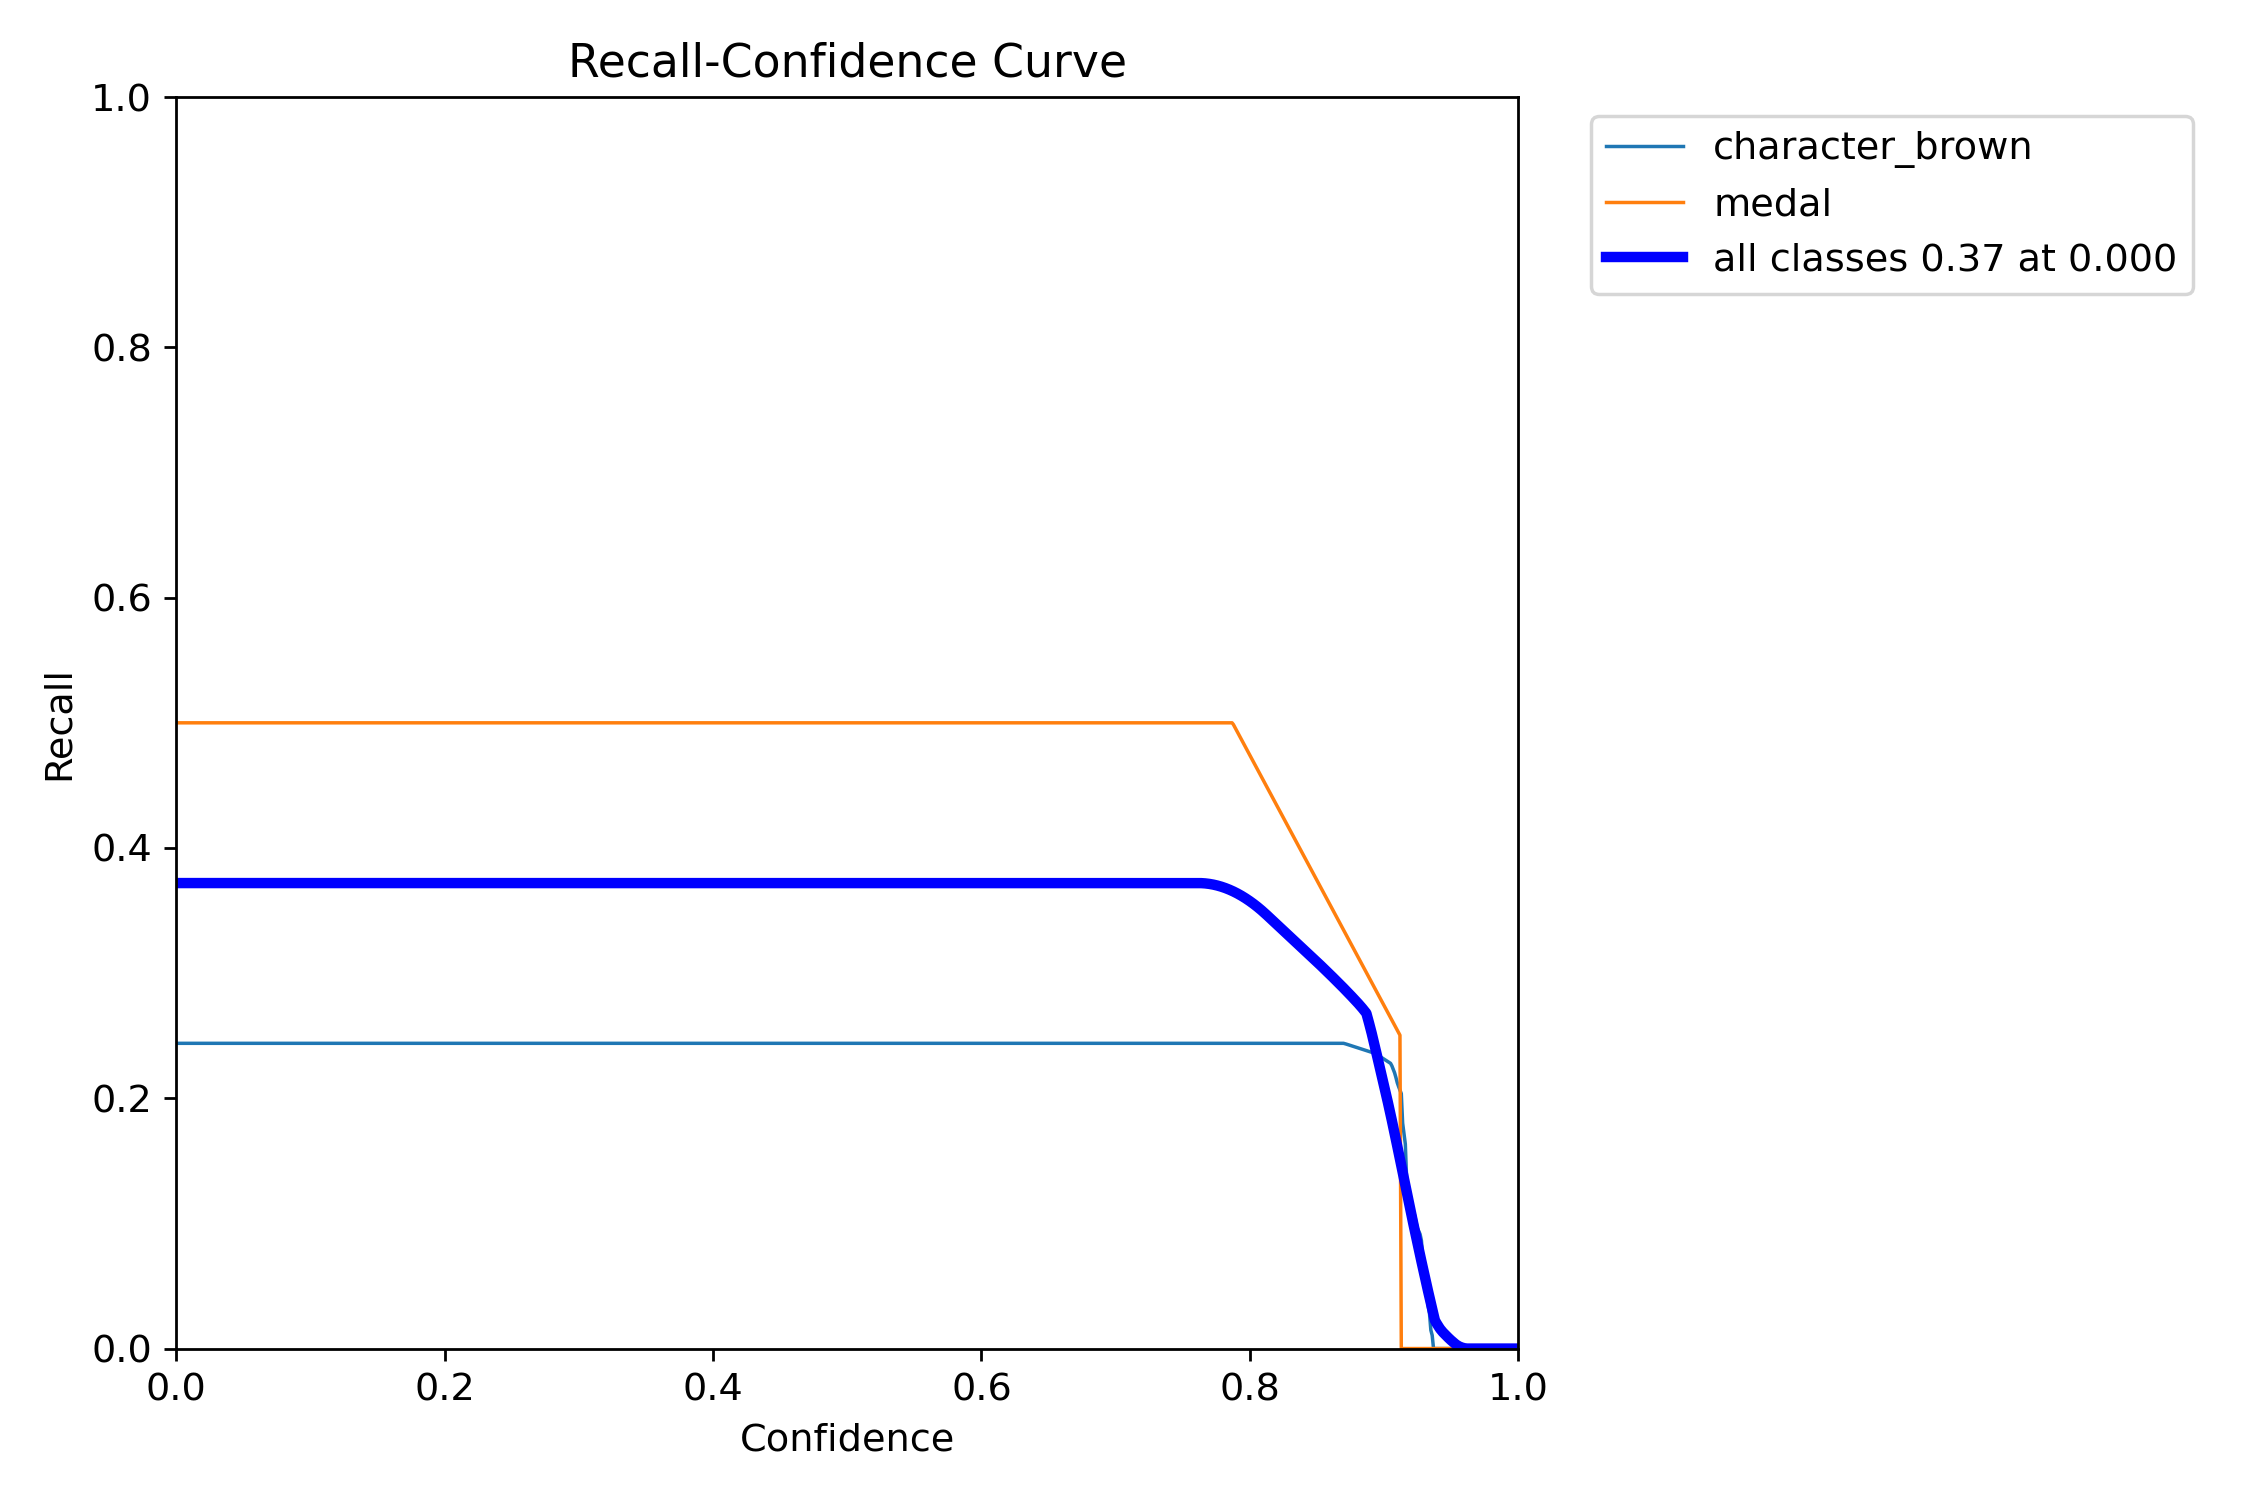 Recall-Confidence Curve
character_brown
medal
all classes 0.37 at 0.000
Recall
1.0
0.8
0.6
0.4
0.2
0.0
0.0 0.2 0.4 0.6 0.8 1.0
Confidence